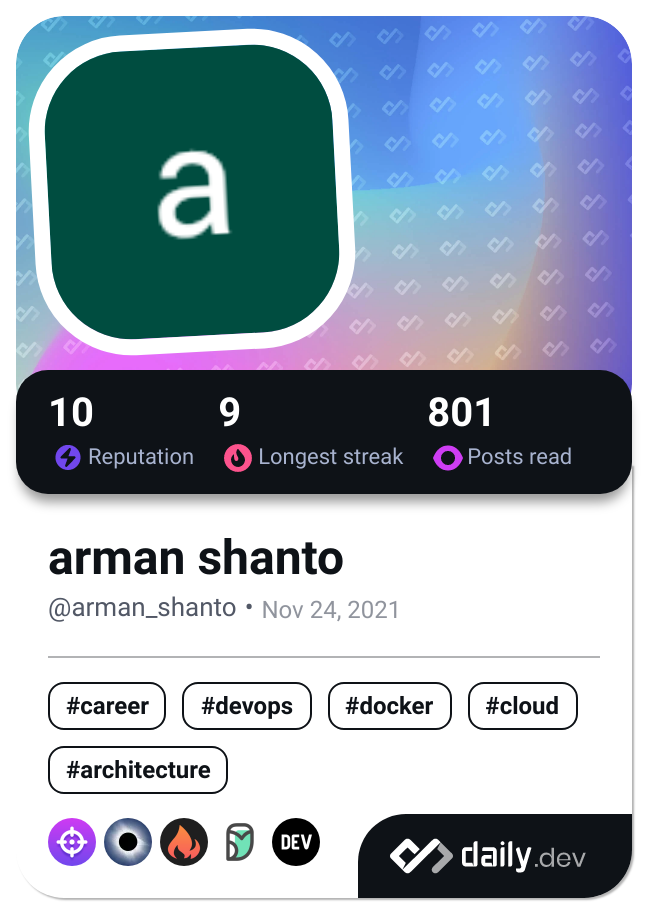 a
10 9 801
Reputation Longest streak Posts read
arman shanto
@arman_shanto • Nov 24, 2021
#career #devops #docker #cloud
#architecture
DEV daily.dev